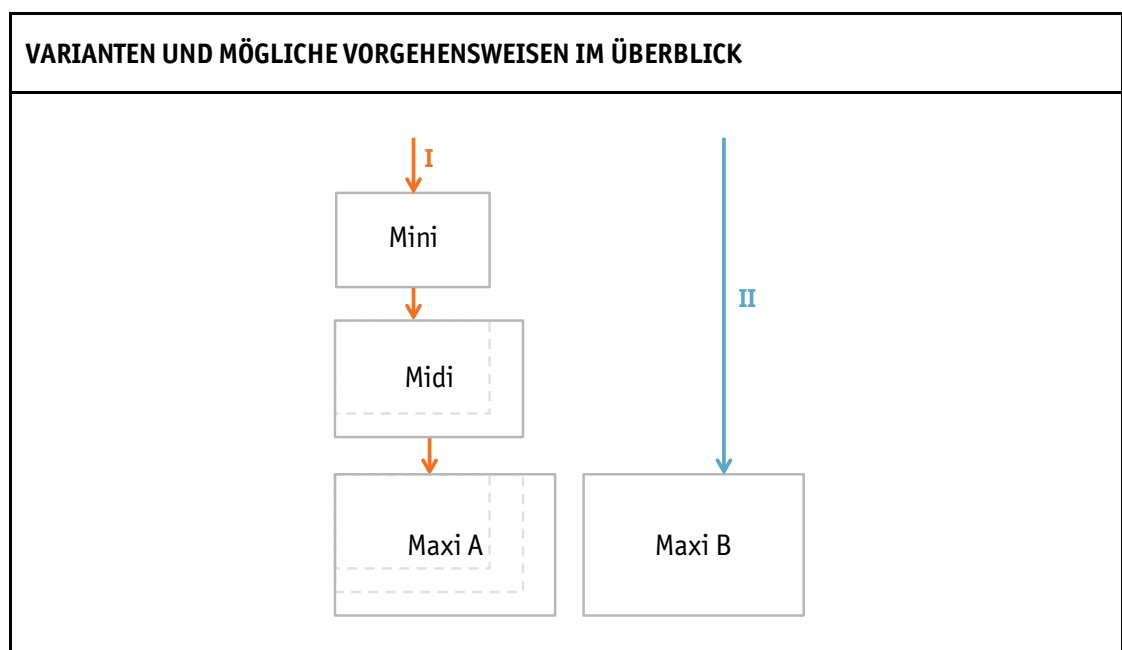 VARIANTEN UND MÖGLICHE VORGEHENSWEISEN IM ÜBERBLICK
I
Mini
II
Midi
Maxi A
Maxi B